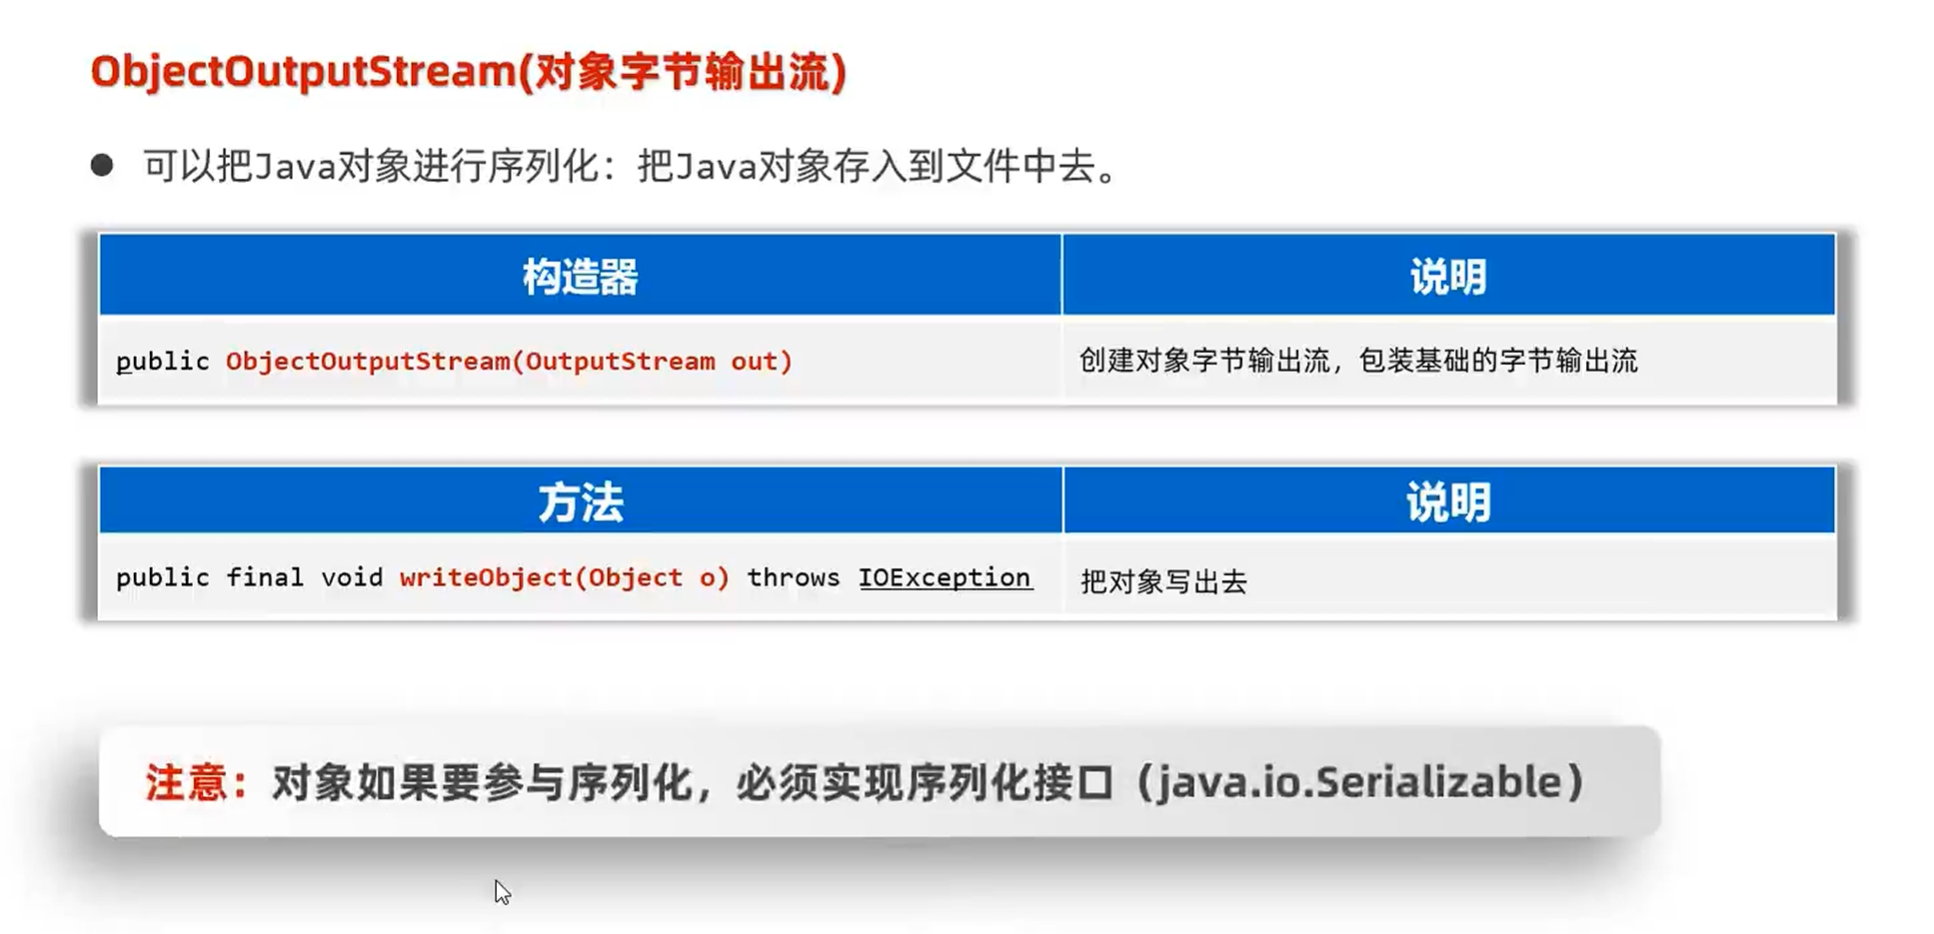 ObjectOutputStream(对象字节输出流)
● 可以把Java对象进行序列化：把Java对象存入到文件中去。
构造器 说明
public ObjectOutputStream(OutputStream out) 创建对象字节输出流，包装基础的字节输出流
方法 说明
public final void writeObject(Object o) throws IOException 把对象写出去
注意：对象如果要参与序列化，必须实现序列化接口（java.io.Serializable）